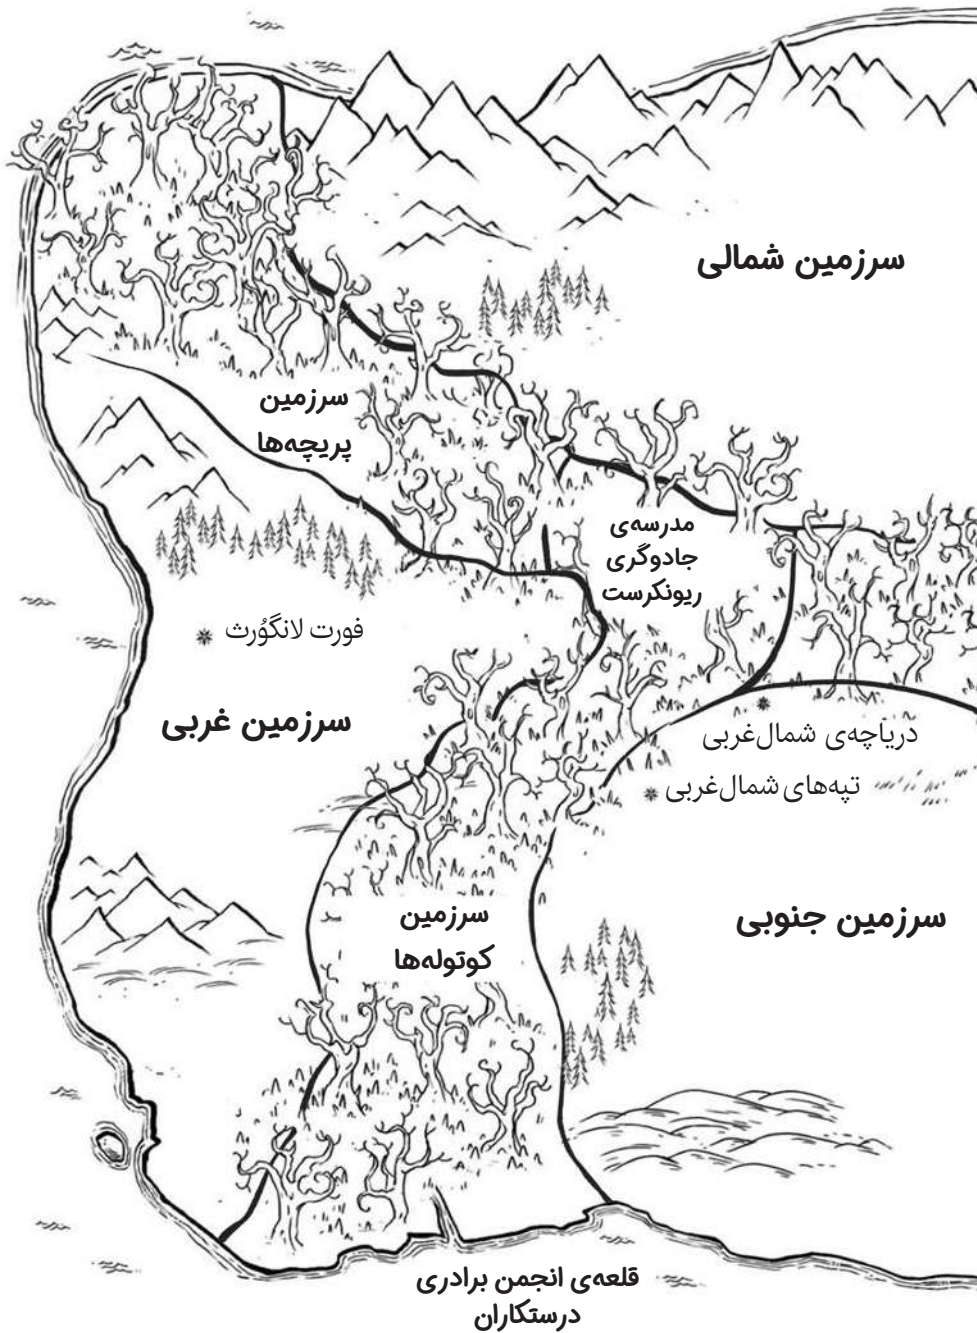 سرزمین شمالی
سرزمین
پریچه‌ها
مدرسه‌ی
جادوگری
ریونکرست
فورت لانگوُرث
سرزمین غربی
دریاچه‌ی شمال‌غربی
تپه‌های شمال‌غربی
سرزمین
کوتوله‌ها
سرزمین جنوبی
قلعه‌ی انجمن برادری
درستکاران